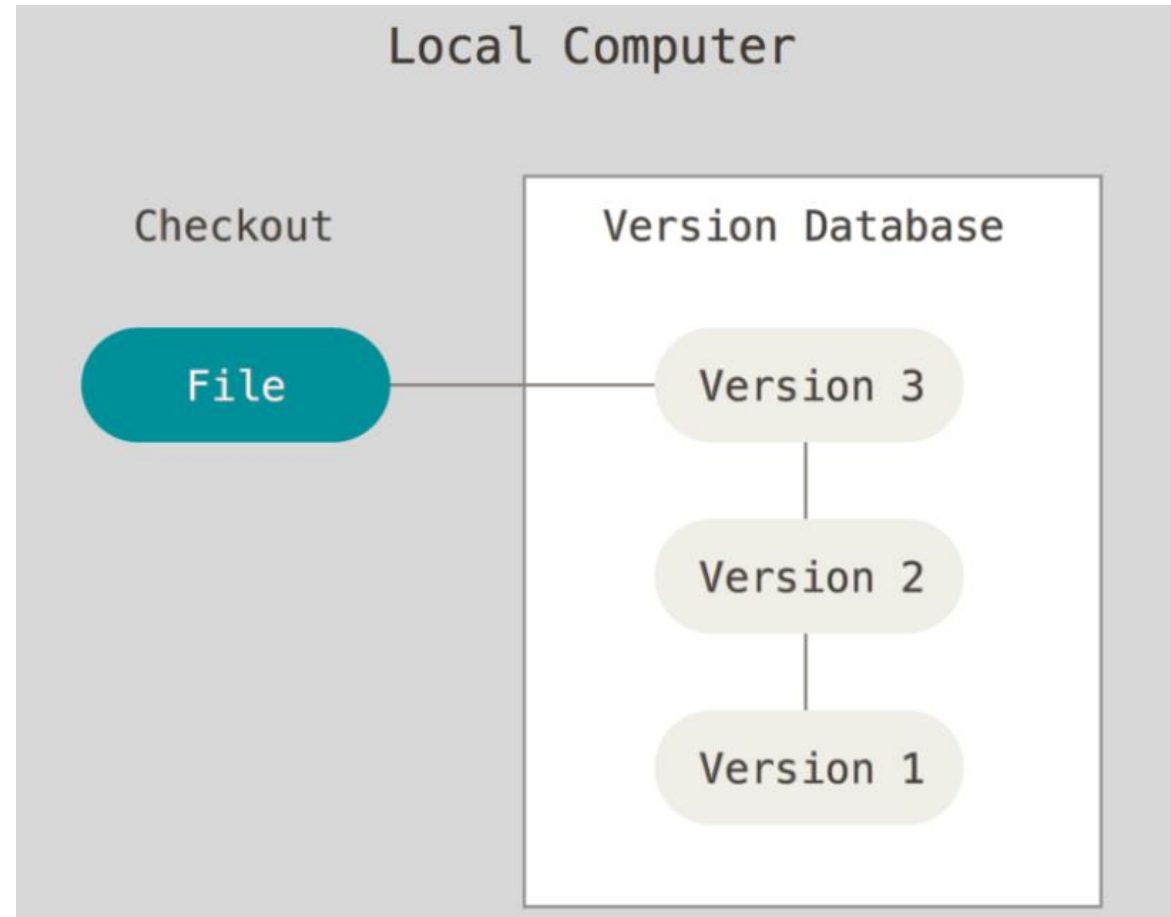 Local Computer
Checkout
Version Database
File
Version 3
Version 2
Version 1